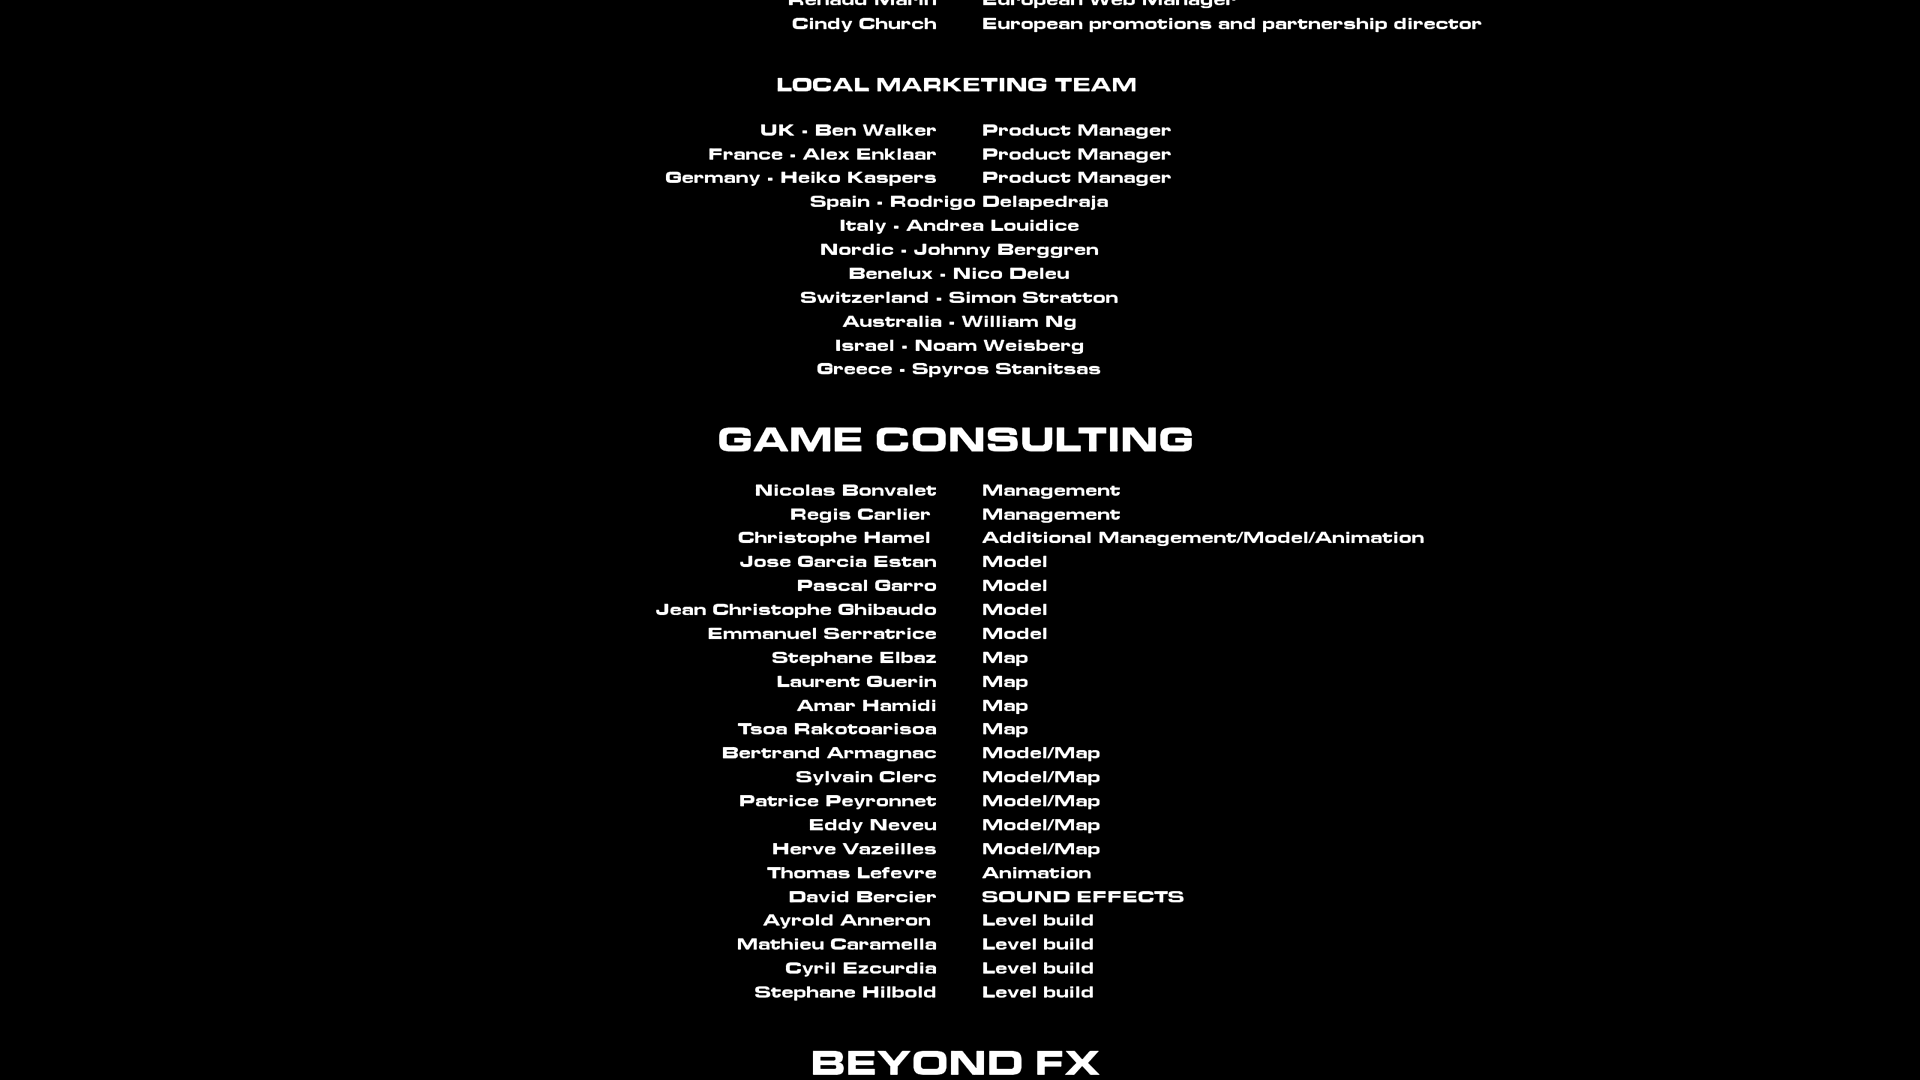 Renaud Marin European Web Manager
Cindy Church European promotions and partnership director
LOCAL MARKETING TEAM
UK - Ben Walker Product Manager
France - Alex Enklaar Product Manager
Germany - Heiko Kaspers Product Manager
Spain - Rodrigo Delapedraja
Italy - Andrea Louidice
Nordic - Johnny Berggren
Benelux - Nico Deleu
Switzerland - Simon Stratton
Australia - William Ng
Israel - Noam Weisberg
Greece - Spyros Stanitsas
GAME CONSULTING
Nicolas Bonvalet Management
Regis Carlier Management
Christophe Hamel Additional Management/Model/Animation
Jose Garcia Estan Model
Pascal Garro Model
Jean Christophe Ghibaudo Model
Emmanuel Serratrice Model
Stephane Elbaz Map
Laurent Guerin Map
Amar Hamidi Map
Tsoa Rakotoarisoa Map
Bertrand Armagnac Model/Map
Sylvain Clerc Model/Map
Patrice Peyronnet Model/Map
Eddy Neveu Model/Map
Herve Vazeilles Model/Map
Thomas Lefevre Animation
David Bercier SOUND EFFECTS
Ayrold Anneron Level build
Mathieu Caramella Level build
Cyril Ezcurdia Level build
Stephane Hilbold Level build
BEYOND FX